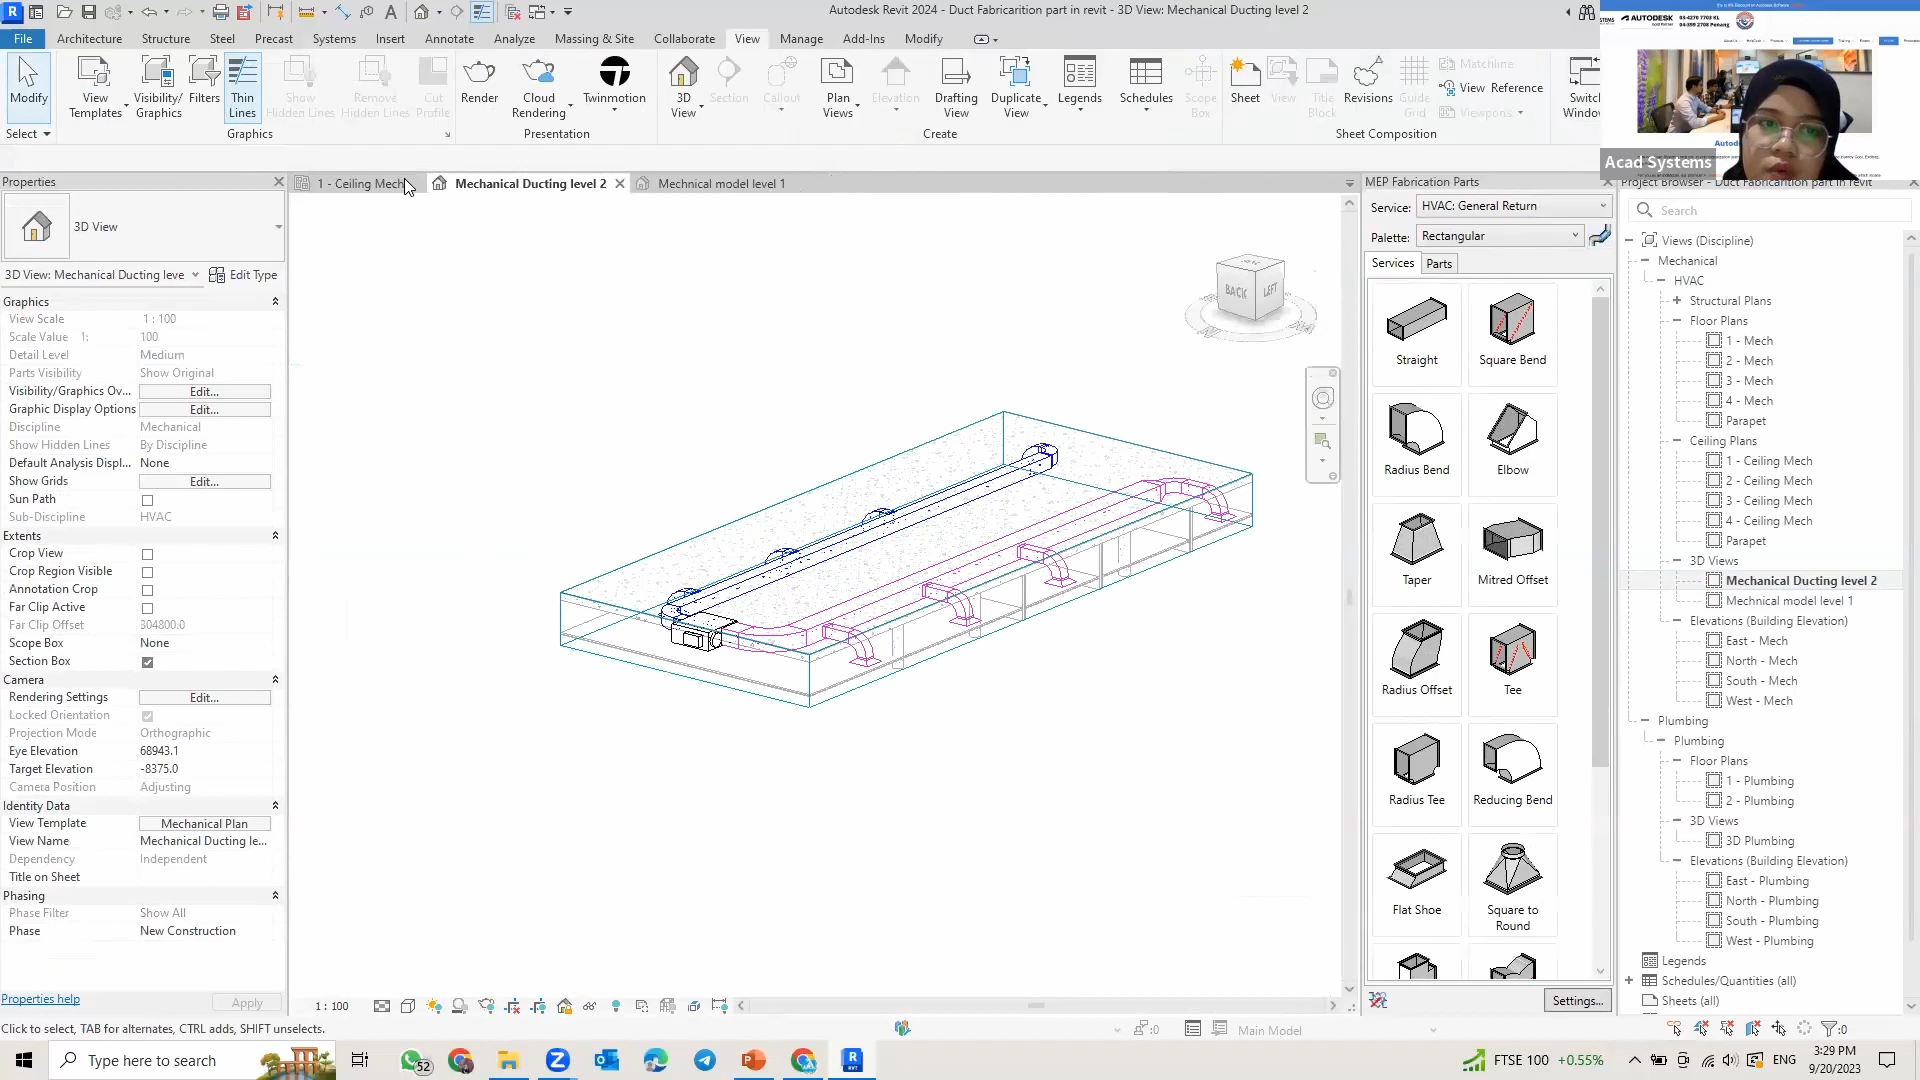 Autodesk Revit 2024 - Duct Fabricarition part in revit - 3D View: Mechanical Ducting level 2
File
Architecture
Structure
Steel
Precast
Systems
Insert
Annotate
Analyze
Massing & Site
Collaborate
View
Manage
Add-Ins
Modify
Modify
View Templates
Visibility/ Graphics
Filters
Thin Lines
Show Hidden Lines
Remove Hidden Lines
Cut Profile
Render
Cloud Rendering
Twinmotion
3D View
Section
Callout
Plan Views
Elevation
Drafting View
Duplicate View
Legends
Schedules
Scope Box
Sheet
View
Title Block
Revisions
Guide Grid
Matchline
View Reference
Viewports
Switch Window
Select
Graphics
Presentation
Create
Sheet Composition
AUTODESK
Acad Systems
Properties
1 - Ceiling Mech
Mechanical Ducting level 2
Mechnical model level 1
3D View
3D View: Mechanical Ducting leve
Edit Type
Graphics
View Scale 1 : 100
Scale Value 1: 100
Detail Level Medium
Parts Visibility Show Original
Visibility/Graphics Ov... Edit...
Graphic Display Options Edit...
Discipline Mechanical
Show Hidden Lines By Discipline
Default Analysis Displ... None
Show Grids Edit...
Sun Path
Sub-Discipline HVAC
Extents
Crop View
Crop Region Visible
Annotation Crop
Far Clip Active
Far Clip Offset 304800.0
Scope Box None
Section Box
Camera
Rendering Settings Edit...
Locked Orientation
Projection Mode Orthographic
Eye Elevation 68943.1
Target Elevation -8375.0
Camera Position Adjusting
Identity Data
View Template Mechanical Plan
View Name Mechanical Ducting le...
Dependency Independent
Title on Sheet
Phasing
Phase Filter Show All
Phase New Construction
Properties help
Apply
BACK
LEFT
1 : 100
MEP Fabrication Parts
Service: HVAC: General Return
Palette: Rectangular
Services
Parts
Straight
Square Bend
Radius Bend
Elbow
Taper
Mitred Offset
Radius Offset
Tee
Radius Tee
Reducing Bend
Flat Shoe
Square to Round
Settings...
Project Browser - Duct Fabricarition part in revit
Search
Views (Discipline)
Mechanical
HVAC
Structural Plans
Floor Plans
1 - Mech
2 - Mech
3 - Mech
4 - Mech
Parapet
Ceiling Plans
1 - Ceiling Mech
2 - Ceiling Mech
3 - Ceiling Mech
4 - Ceiling Mech
Parapet
3D Views
Mechanical Ducting level 2
Mechnical model level 1
Elevations (Building Elevation)
East - Mech
North - Mech
South - Mech
West - Mech
Plumbing
Plumbing
Floor Plans
1 - Plumbing
2 - Plumbing
3D Views
3D Plumbing
Elevations (Building Elevation)
East - Plumbing
North - Plumbing
South - Plumbing
West - Plumbing
Legends
Schedules/Quantities (all)
Sheets (all)
Click to select, TAB for alternates, CTRL adds, SHIFT unselects.
:0
Main Model
:0
Type here to search
52
FTSE 100 +0.55%
ENG
3:29 PM
9/20/2023